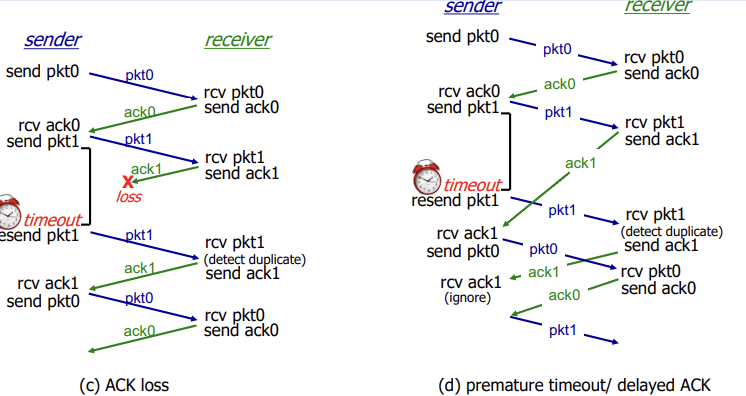 sender
receiver
send pkt0
pkt0
rcv pkt0
send ack0
ack0
rcv ack0
send pkt1
pkt1
rcv pkt1
send ack1
ack1
X
loss
timeout
resend pkt1
pkt1
rcv pkt1
(detect duplicate)
send ack1
ack1
rcv ack1
send pkt0
pkt0
rcv pkt0
send ack0
ack0
(c) ACK loss
sender
receiver
send pkt0
pkt0
rcv pkt0
send ack0
ack0
rcv ack0
send pkt1
pkt1
rcv pkt1
send ack1
ack1
timeout
resend pkt1
pkt1
rcv pkt1
(detect duplicate)
send ack1
rcv ack1
send pkt0
pkt0
ack1
rcv pkt0
send ack0
rcv ack1
(ignore)
ack0
pkt1
(d) premature timeout/ delayed ACK